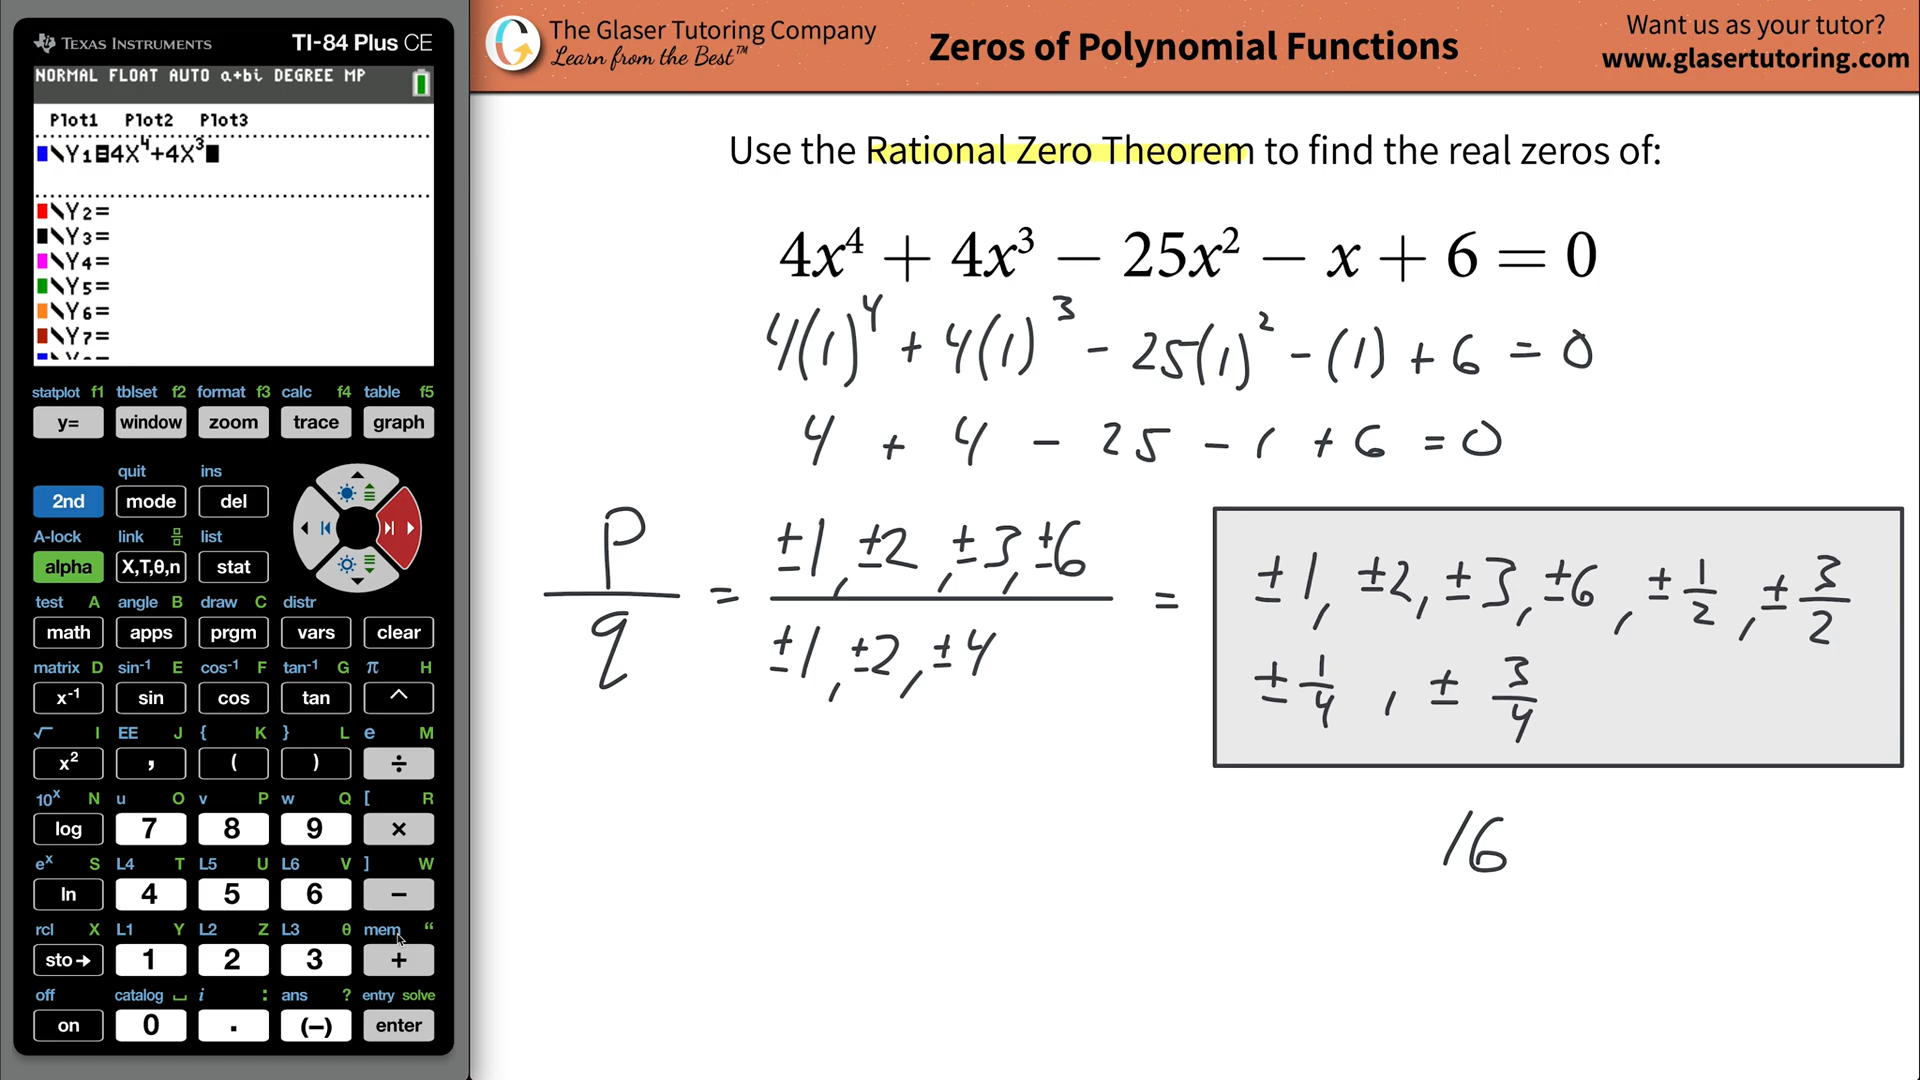 TEXAS INSTRUMENTS TI-84 Plus CE
NORMAL FLOAT AUTO a+bi DEGREE MP
Plot1 Plot2 Plot3
\Y1=4X^4+4X^3
\Y2=
\Y3=
\Y4=
\Y5=
\Y6=
\Y7=
statplot f1 tblset f2 format f3 calc f4 table f5
y= window zoom trace graph
quit ins
2nd mode del
A-lock link list
alpha X,T,θ,n stat
test A angle B draw C distr
math apps prgm vars clear
matrix D sin⁻¹ E cos⁻¹ F tan⁻¹ G π H
x⁻¹ sin cos tan ^
√ I EE J { K } L e M
x² , ( ) ÷
10ˣ N u O v P w Q [ R
log 7 8 9 ×
eˣ S L4 T L5 U L6 V ] W
ln 4 5 6 −
rcl X L1 Y L2 Z L3 θ mem “
sto→ 1 2 3 +
off catalog ⎵ i : ans ? entry solve
on 0 . (−) enter
The Glaser Tutoring Company
Learn from the Best™
Zeros of Polynomial Functions
Want us as your tutor?
www.glasertutoring.com
Use the Rational Zero Theorem to find the real zeros of:
4x⁴ + 4x³ − 25x² − x + 6 = 0
4(1)⁴ + 4(1)³ − 25(1)² − (1) + 6 = 0
4 + 4 − 25 − 1 + 6 = 0
P/q = ±1, ±2, ±3, ±6 / ±1, ±2, ±4 = ±1, ±2, ±3, ±6, ±1/2, ±3/2
±1/4, ±3/4
16